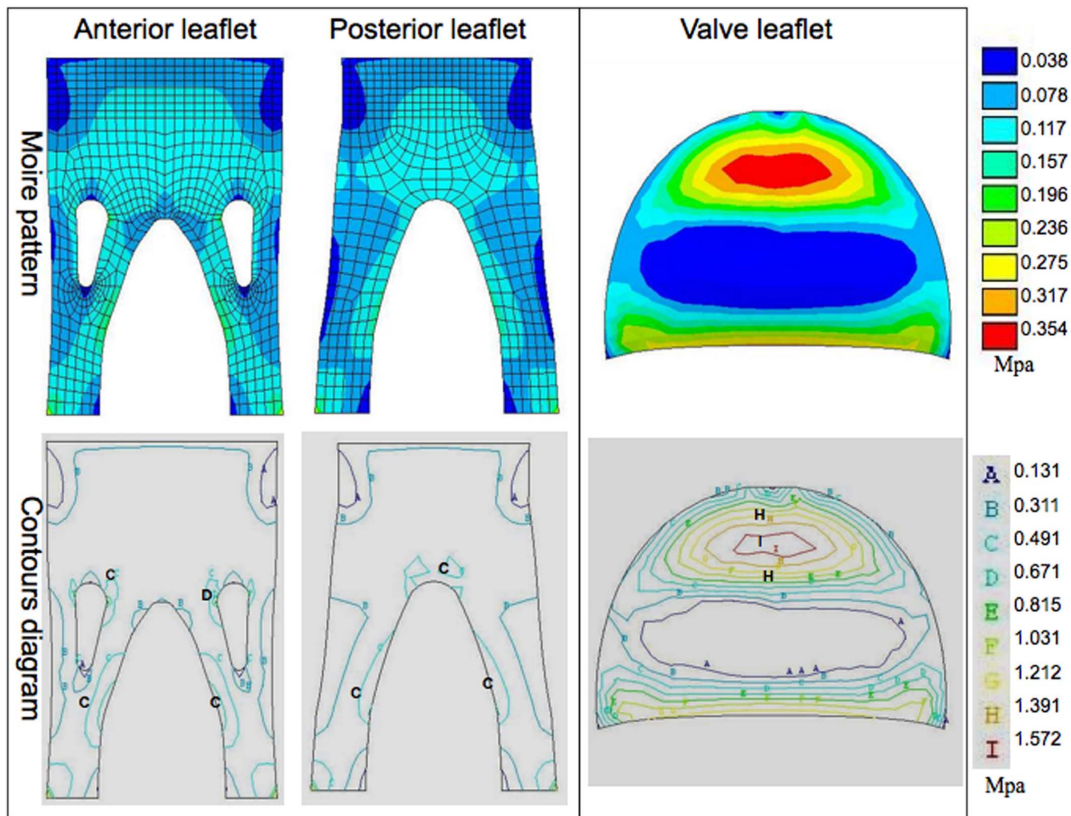 Anterior leaflet
Posterior leaflet
Valve leaflet
Moire pattern
0.038
0.078
0.117
0.157
0.196
0.236
0.275
0.317
0.354
Mpa
Contours diagram
C
D
C
C
C
C
C
H
I
H
A 0.131
B 0.311
C 0.491
D 0.671
E 0.815
F 1.031
G 1.212
H 1.391
I 1.572
Mpa